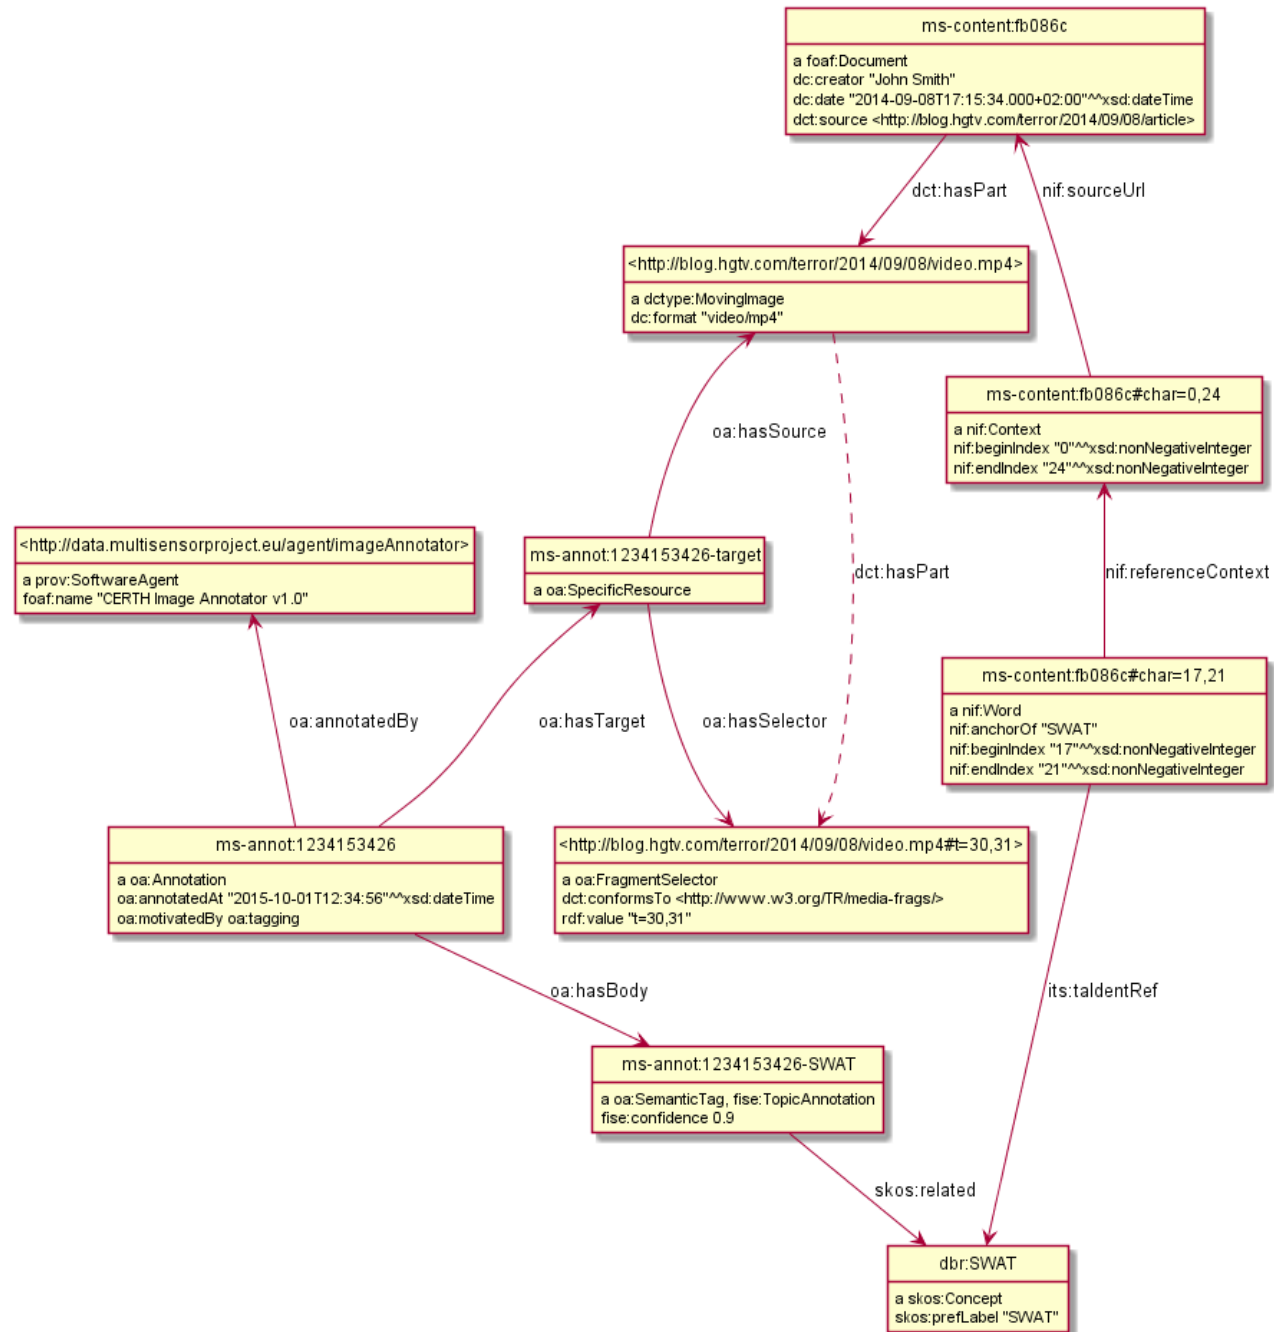 ms-content:fb086c
a foaf:Document
dc:creator "John Smith"
dc:date "2014-09-08T17:15:34.000+02:00"^^xsd:dateTime
dct:source <http://blog.hgtv.com/terror/2014/09/08/article>
dct:hasPart
nif:sourceUrl
<http://blog.hgtv.com/terror/2014/09/08/video.mp4>
a dctype:MovingImage
dc:format "video/mp4"
ms-content:fb086c#char=0,24
a nif:Context
nif:beginIndex "0"^^xsd:nonNegativeInteger
nif:endIndex "24"^^xsd:nonNegativeInteger
oa:hasSource
<http://data.multisensorproject.eu/agent/imageAnnotator>
a prov:SoftwareAgent
foaf:name "CERTH Image Annotator v1.0"
ms-annot:1234153426-target
a oa:SpecificResource
dct:hasPart
nif:referenceContext
ms-content:fb086c#char=17,21
a nif:Word
nif:anchorOf "SWAT"
nif:beginIndex "17"^^xsd:nonNegativeInteger
nif:endIndex "21"^^xsd:nonNegativeInteger
oa:annotatedBy
oa:hasTarget
oa:hasSelector
ms-annot:1234153426
a oa:Annotation
oa:annotatedAt "2015-10-01T12:34:56"^^xsd:dateTime
oa:motivatedBy oa:tagging
<http://blog.hgtv.com/terror/2014/09/08/video.mp4#t=30,31>
a oa:FragmentSelector
dct:conformsTo <http://www.w3.org/TR/media-frags/>
rdf:value "t=30,31"
oa:hasBody
its:taIdentRef
ms-annot:1234153426-SWAT
a oa:SemanticTag, fise:TopicAnnotation
fise:confidence 0.9
skos:related
dbr:SWAT
a skos:Concept
skos:prefLabel "SWAT"